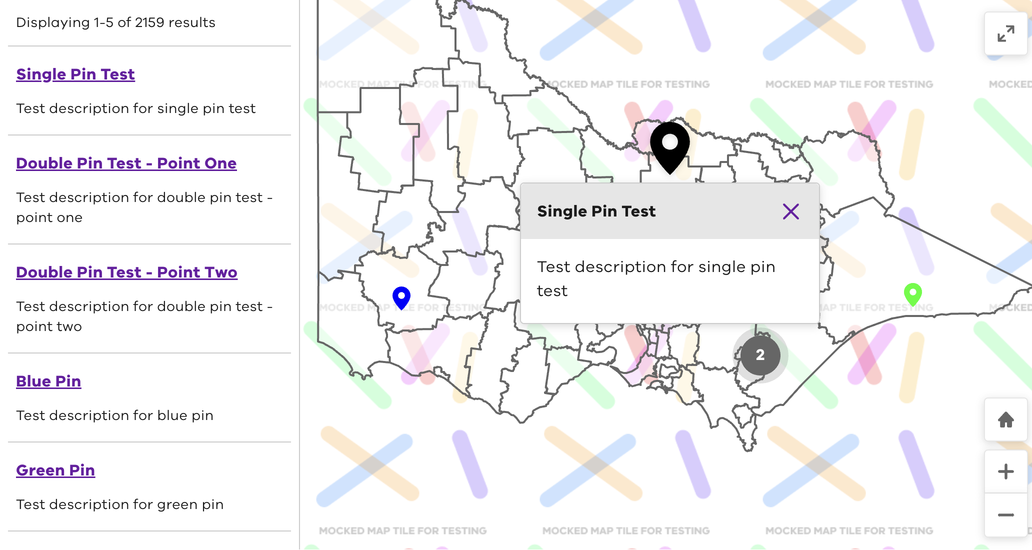 Displaying 1-5 of 2159 results
Single Pin Test
Test description for single pin test
Double Pin Test - Point One
Test description for double pin test -
point one
Double Pin Test - Point Two
Test description for double pin test -
point two
Blue Pin
Test description for blue pin
Green Pin
Test description for green pin
MOCKED MAP TILE FOR TESTING
MOCKED MAP TILE FOR TESTING
MOCKED MAP TILE FOR TESTING
MOCKED
Single Pin Test
Test description for single pin
test
MOCKED MAP TILE FOR TESTING
MOCKED MAP TILE FOR TESTING
MOCKED
2
MOCKED MAP TILE FOR TESTING
MOCKED MAP TILE FOR TESTING
MOCKED MAP TILE FOR TESTING
MOCKED